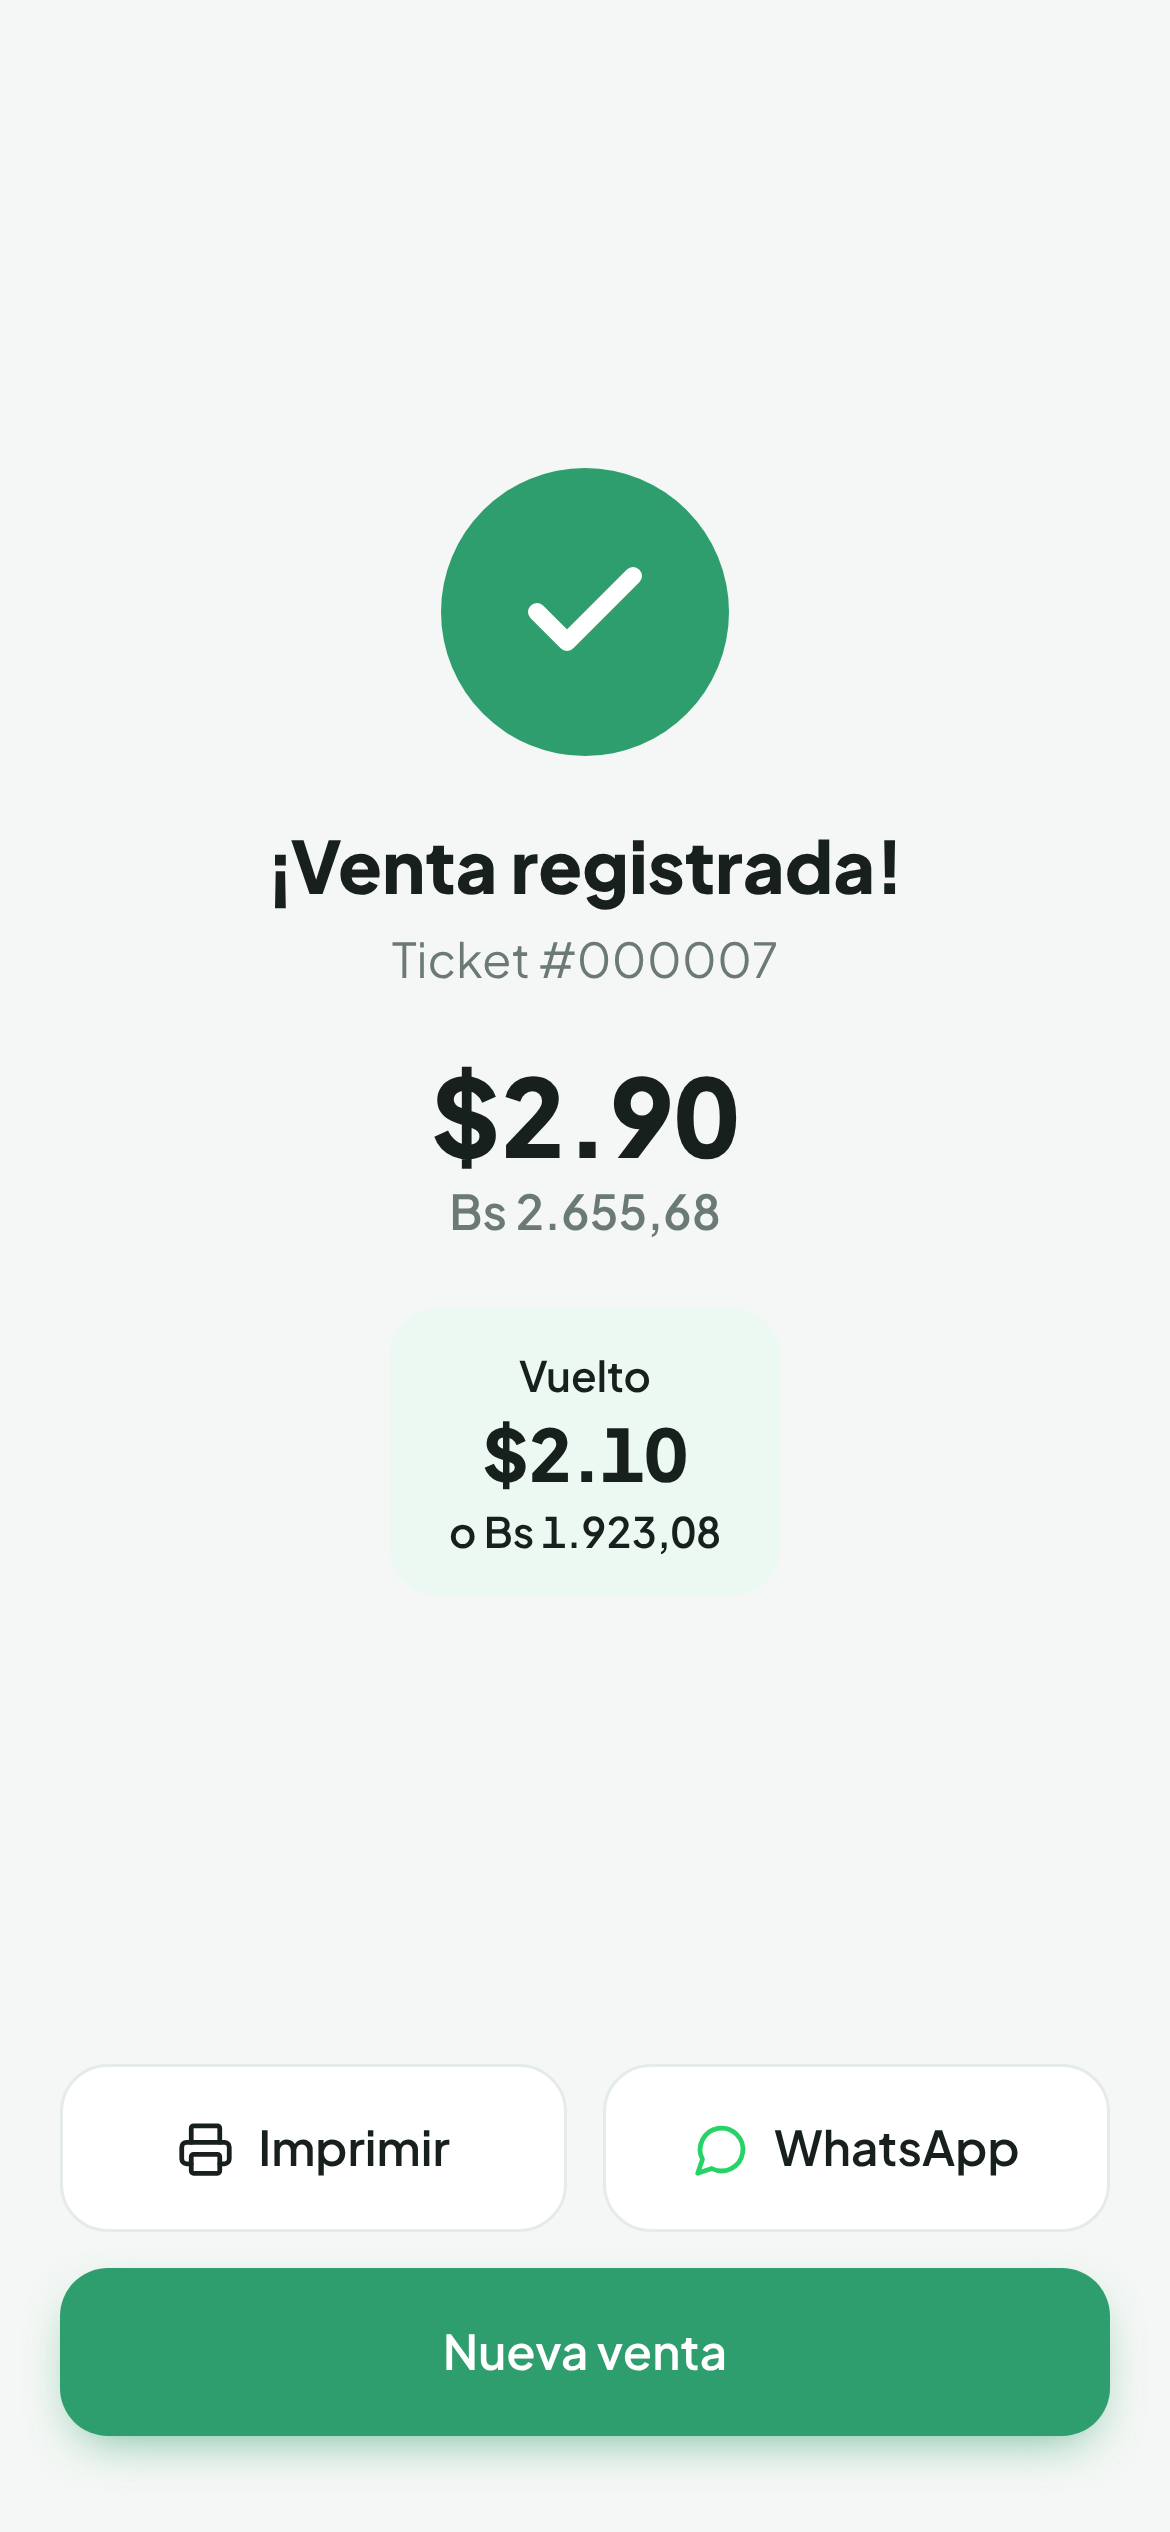 ¡Venta registrada!
Ticket #000007
$2.90
Bs 2.655,68
Vuelto
$2.10
o Bs 1.923,08
Imprimir
WhatsApp
Nueva venta